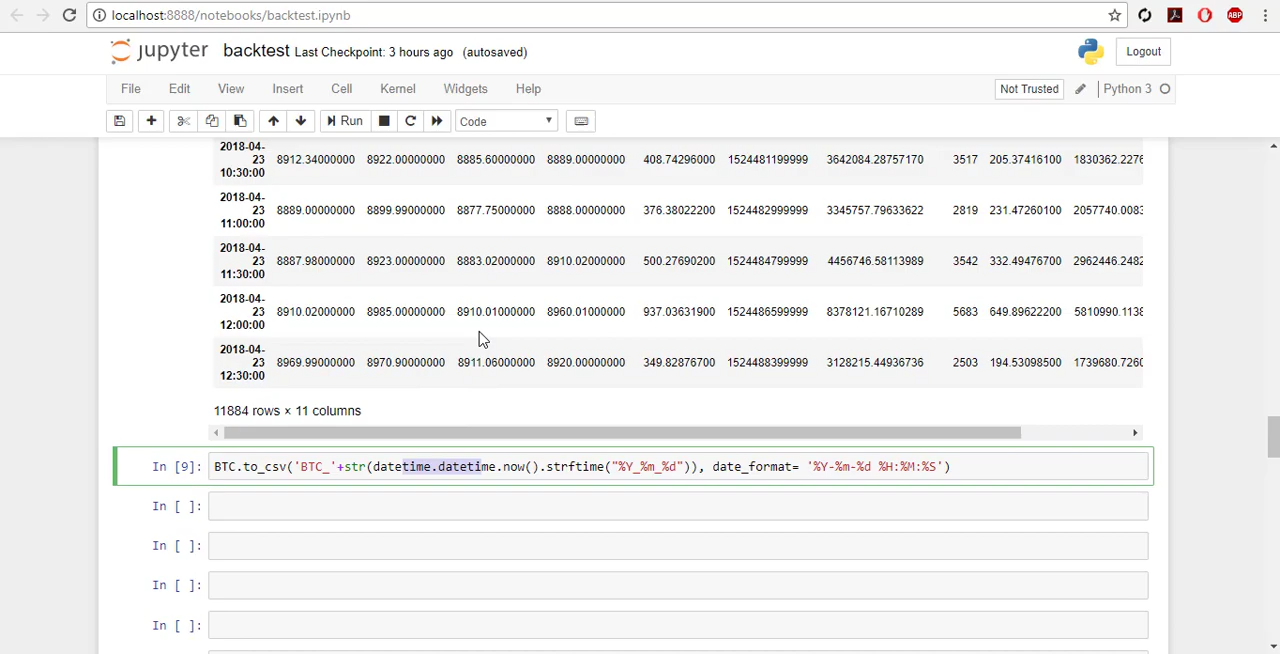 localhost:8888/notebooks/backtest.ipynb
ABP
jupyter backtest Last Checkpoint: 3 hours ago (autosaved)
Logout
File Edit View Insert Cell Kernel Widgets Help
Not Trusted
Python 3
Run
Code
2018-04-
23
10:30:00
8912.34000000 8922.00000000 8885.60000000 8889.00000000 408.74296000 1524481199999 3642084.28757170 3517 205.37416100 1830362.2276
2018-04-
23
11:00:00
8889.00000000 8899.99000000 8877.75000000 8888.00000000 376.38022200 1524482999999 3345757.79633622 2819 231.47260100 2057740.0083
2018-04-
23
11:30:00
8887.98000000 8923.00000000 8883.02000000 8910.02000000 500.27690200 1524484799999 4456746.58113989 3542 332.49476700 2962446.2482
2018-04-
23
12:00:00
8910.02000000 8985.00000000 8910.01000000 8960.01000000 937.03631900 1524486599999 8378121.16710289 5683 649.89622200 5810990.1138
2018-04-
23
12:30:00
8969.99000000 8970.90000000 8911.06000000 8920.00000000 349.82876700 1524488399999 3128215.44936736 2503 194.53098500 1739680.7260
11884 rows × 11 columns
In [9]: BTC.to_csv('BTC_'+str(datetime.datetime.now().strftime("%Y_%m_%d")), date_format= '%Y-%m-%d %H:%M:%S')
In [ ]:
In [ ]:
In [ ]:
In [ ]: